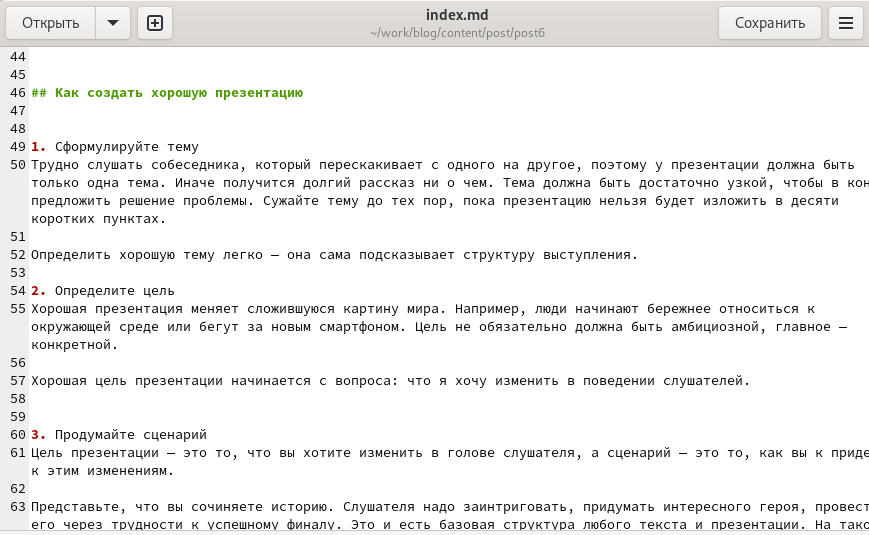 Открыть
index.md
~/work/blog/content/post/post6
Сохранить
44
45
46 ## Как создать хорошую презентацию
47
48
49 1. Сформулируйте тему
50 Трудно слушать собеседника, который перескакивает с одного на другое, поэтому у презентации должна быть
только одна тема. Иначе получится долгий рассказ ни о чем. Тема должна быть достаточно узкой, чтобы в
предложить решение проблемы. Сужайте тему до тех пор, пока презентацию нельзя будет изложить в десяти
коротких пунктах.
51
52 Определить хорошую тему легко — она сама подсказывает структуру выступления.
53
54 2. Определите цель
55 Хорошая презентация меняет сложившуюся картину мира. Например, люди начинают бережнее относиться к
окружающей среде или бегут за новым смартфоном. Цель не обязательно должна быть амбициозной, главное —
конкретной.
56
57 Хорошая цель презентации начинается с вопроса: что я хочу изменить в поведении слушателей.
58
59
60 3. Продумайте сценарий
61 Цель презентации — это то, что вы хотите изменить в голове слушателя, а сценарий — это то, как вы к
к этим изменениям.
62
63 Представьте, что вы сочиняете историю. Слушателя надо заинтриговать, придумать интересного героя,
его через трудности к успешному финалу. Это и есть базовая структура любого текста и презентации. На